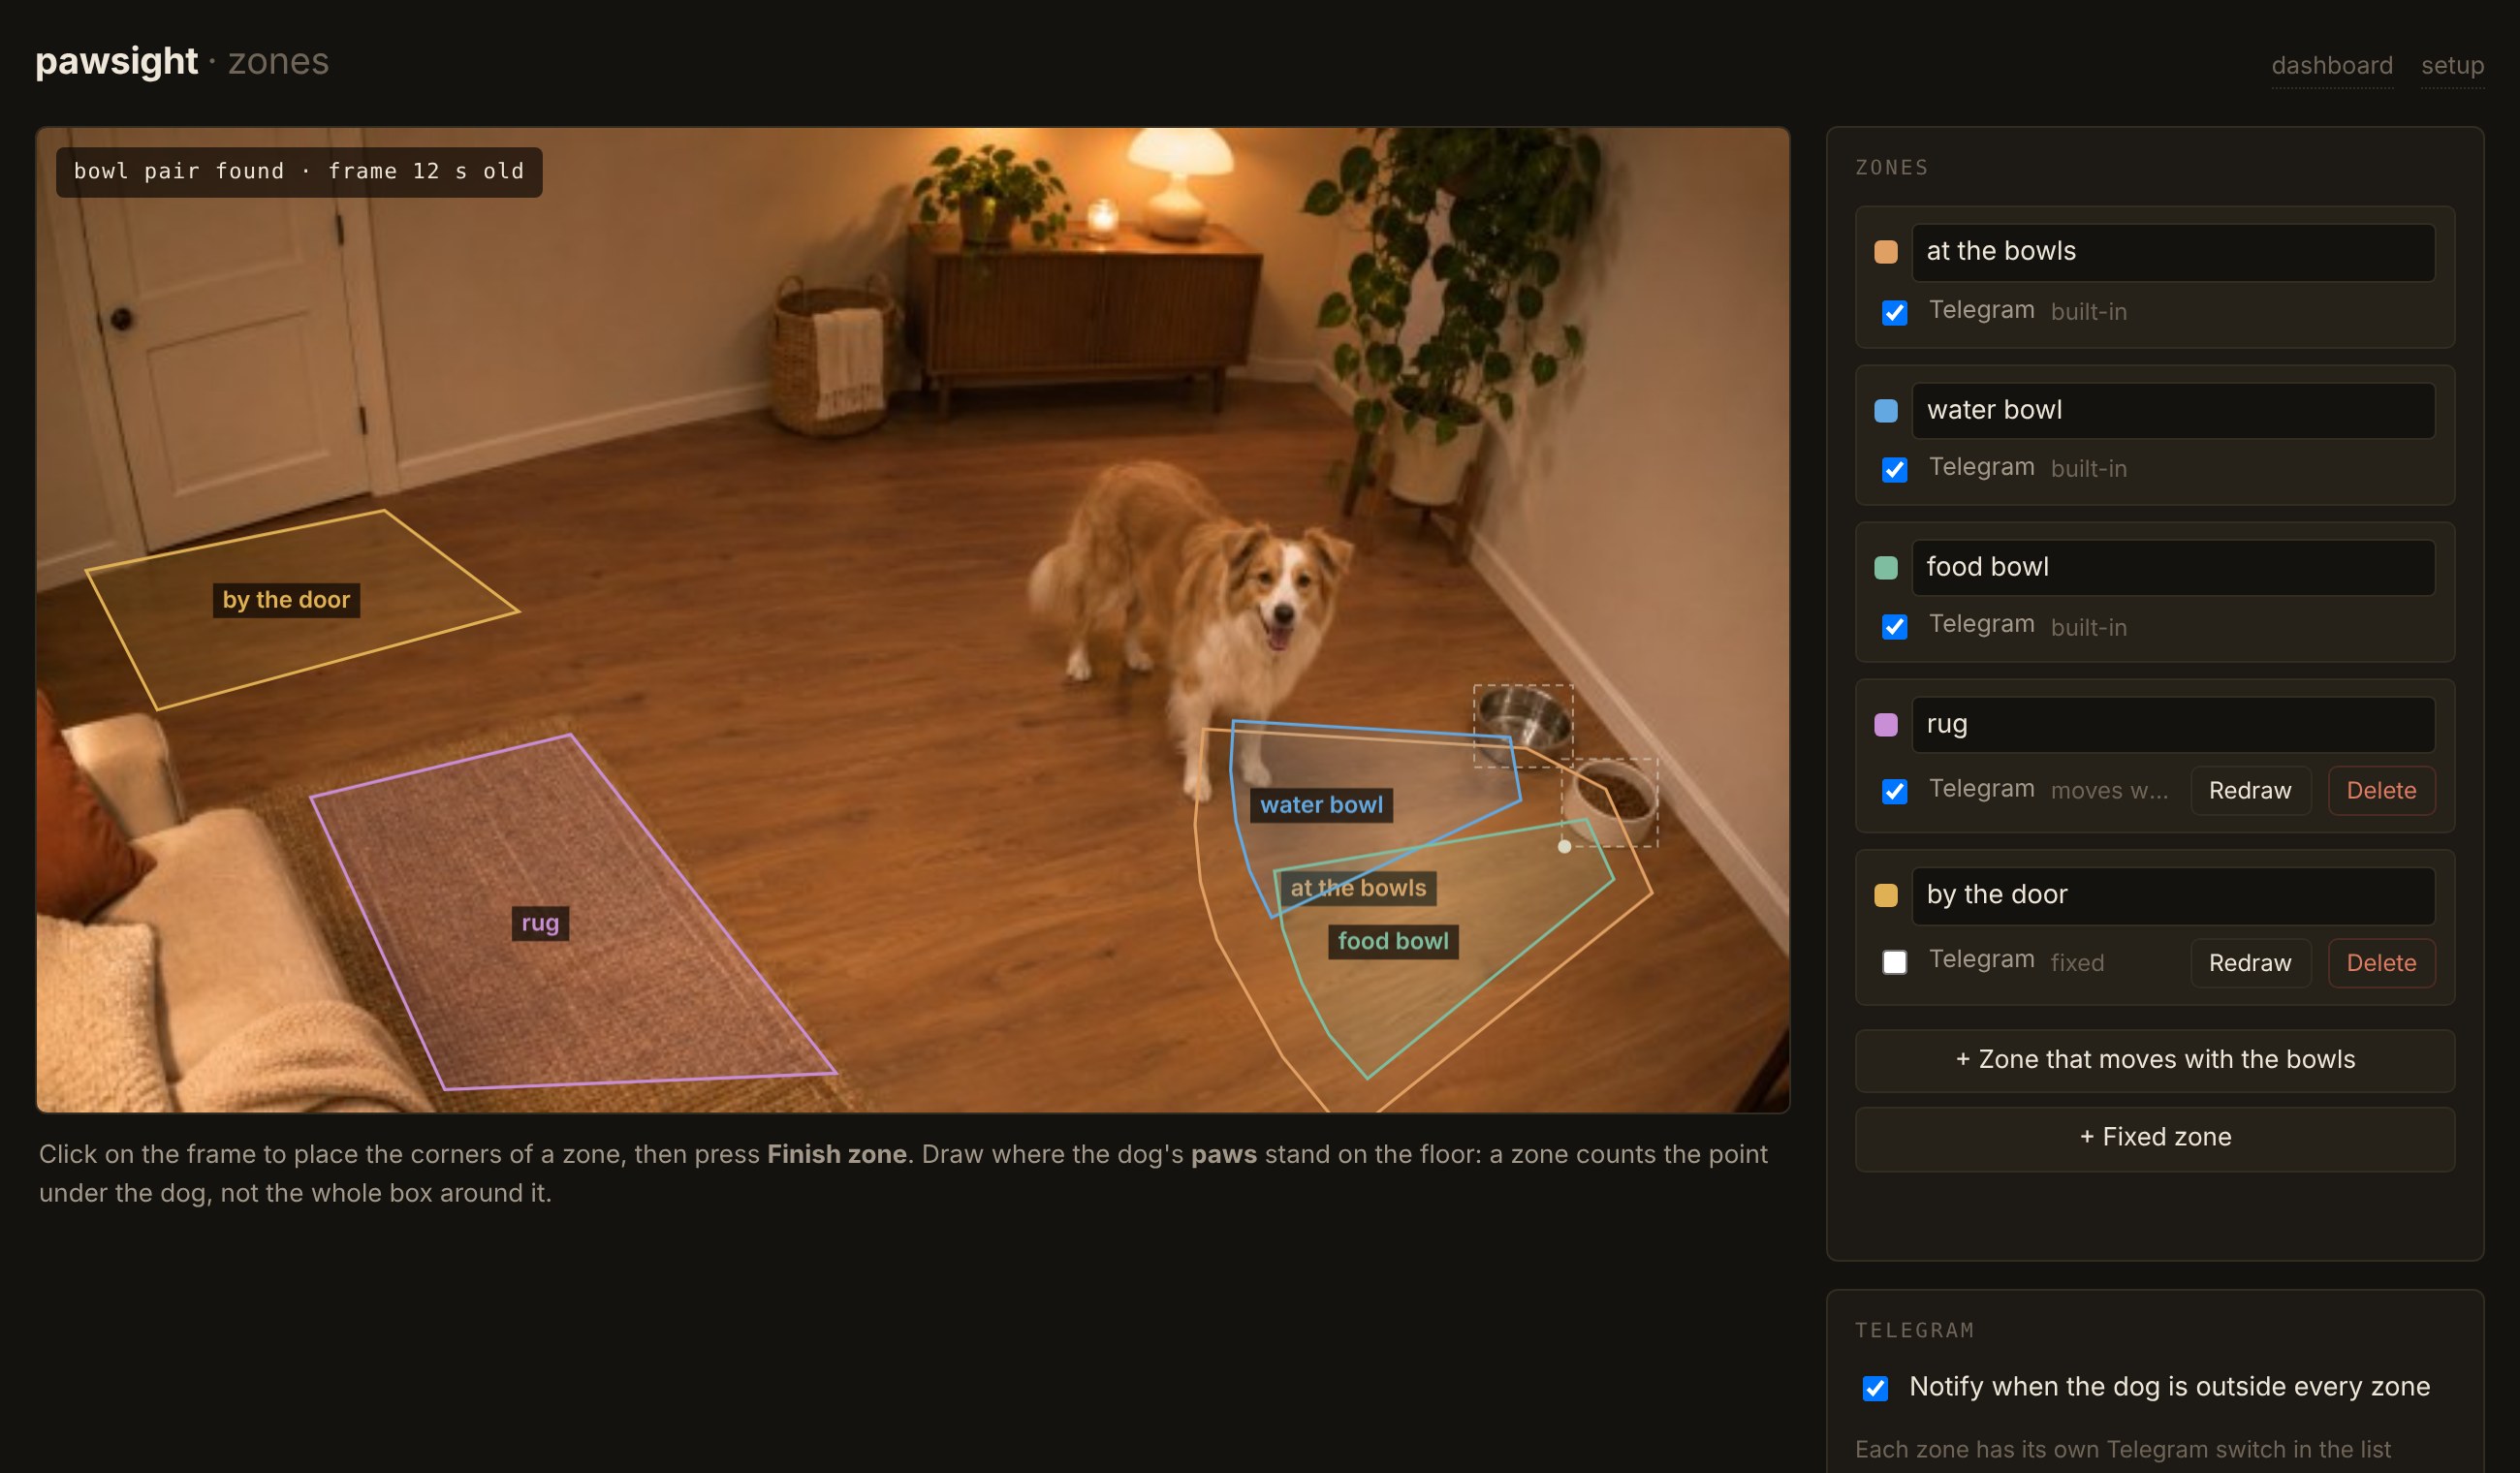 pawsight · zones
dashboard setup
bowl pair found · frame 12 s old
by the door
water bowl
at the bowls
food bowl
rug
Click on the frame to place the corners of a zone, then press Finish zone. Draw where the dog's paws stand on the floor: a zone counts the point
under the dog, not the whole box around it.
ZONES
at the bowls
Telegram built-in
water bowl
Telegram built-in
food bowl
Telegram built-in
rug
Telegram moves w... Redraw Delete
by the door
Telegram fixed Redraw Delete
+ Zone that moves with the bowls
+ Fixed zone
TELEGRAM
Notify when the dog is outside every zone
Each zone has its own Telegram switch in the list